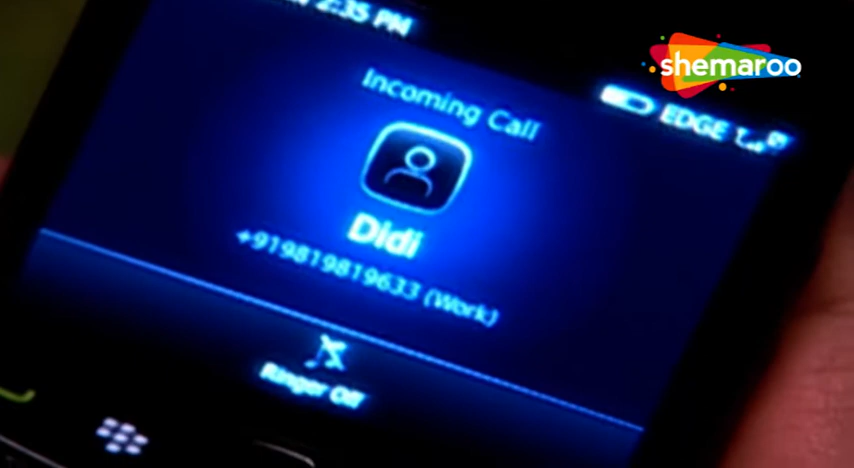 2:35 PM
shemaroo
EDGE
Incoming Call
Didi
+919819819633 (Work)
Ringer Off